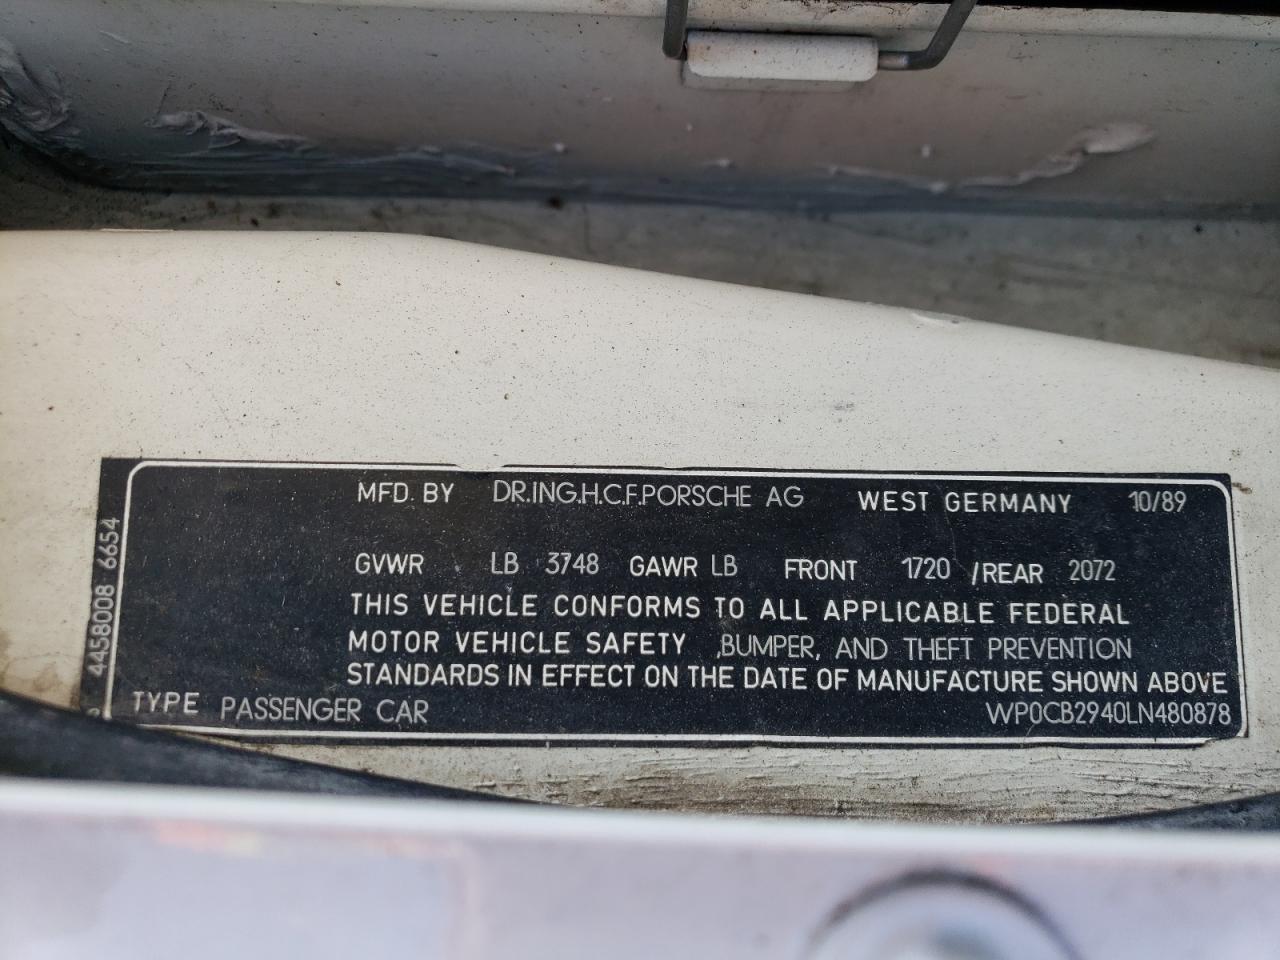 MFD. BY DR.ING.H.C.F.PORSCHE AG WEST GERMANY 10/89
GVWR LB 3748 GAWR LB FRONT 1720 /REAR 2072
THIS VEHICLE CONFORMS TO ALL APPLICABLE FEDERAL
MOTOR VEHICLE SAFETY ,BUMPER, AND THEFT PREVENTION
STANDARDS IN EFFECT ON THE DATE OF MANUFACTURE SHOWN ABOVE
TYPE PASSENGER CAR WP0CB2940LN480878
4458008 6654